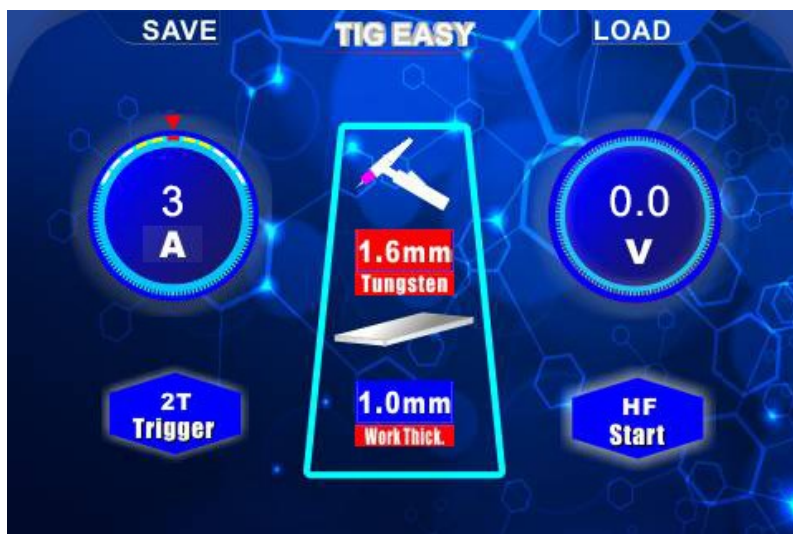 SAVE
TIG EASY
LOAD
3
A
0.0
V
1.6mm
Tungsten
1.0mm
Work Thick.
2T
Trigger
HF
Start